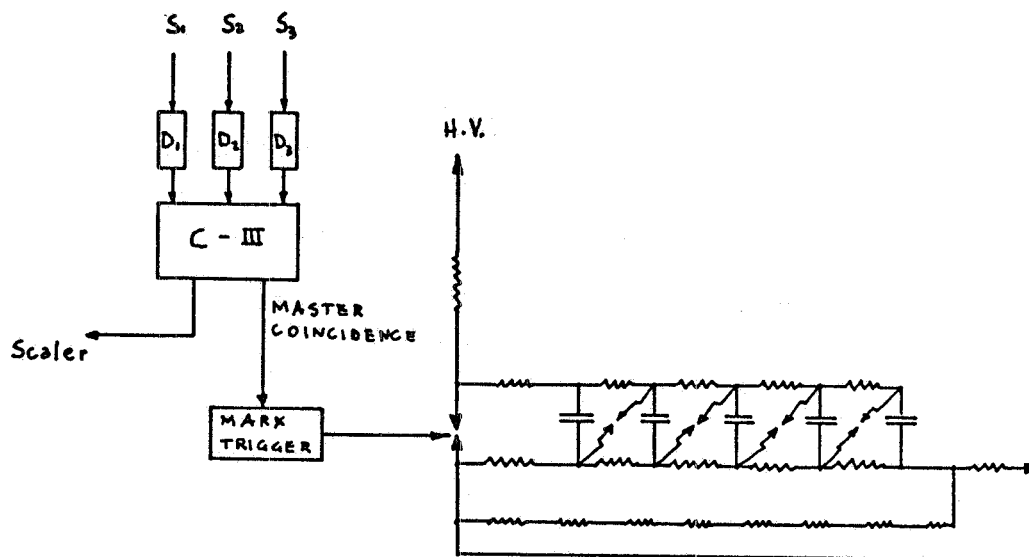 S₁ S₂ S₃
D₁ D₂ D₃
H.V.
C - III
MASTER
COINCIDENCE
Scaler
MARX
TRIGGER